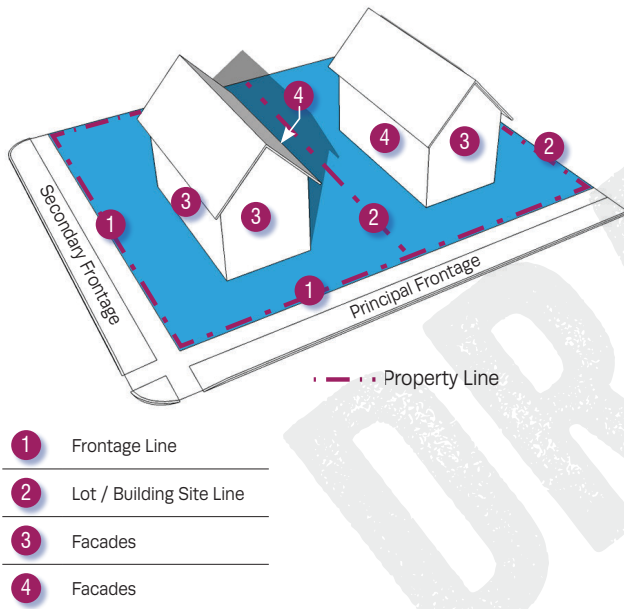 4
3
4
2
3
3
2
1
1
Secondary Frontage
Principal Frontage
Property Line
1 Frontage Line
2 Lot / Building Site Line
3 Facades
4 Facades